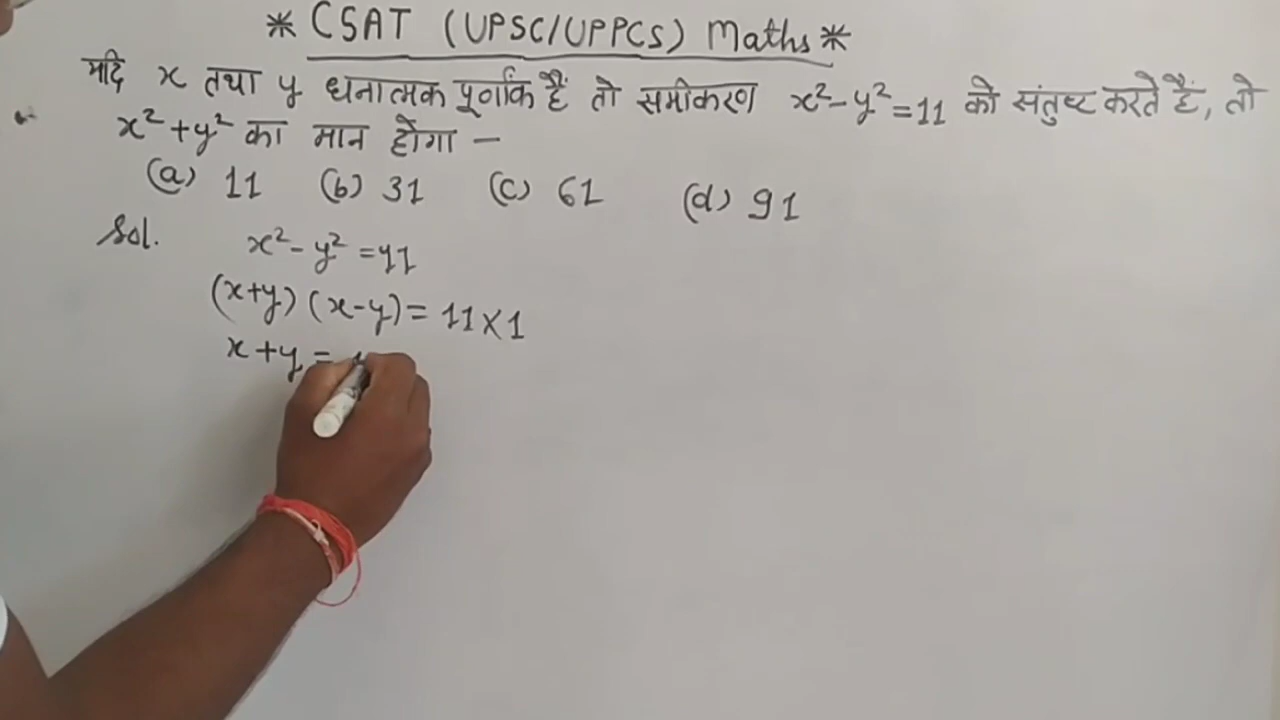 * CSAT (UPSC/UPPCS) Maths *
यदि x तथा y धनात्मक पूर्णांक हैं तो समीकरण x²-y²=11 को संतुष्ट करते हैं, तो
x²+y² का मान होगा —
(a) 11 (b) 31 (c) 61 (d) 91
Sol. x²-y²=11
(x+y) (x-y) = 11×1
x+y =